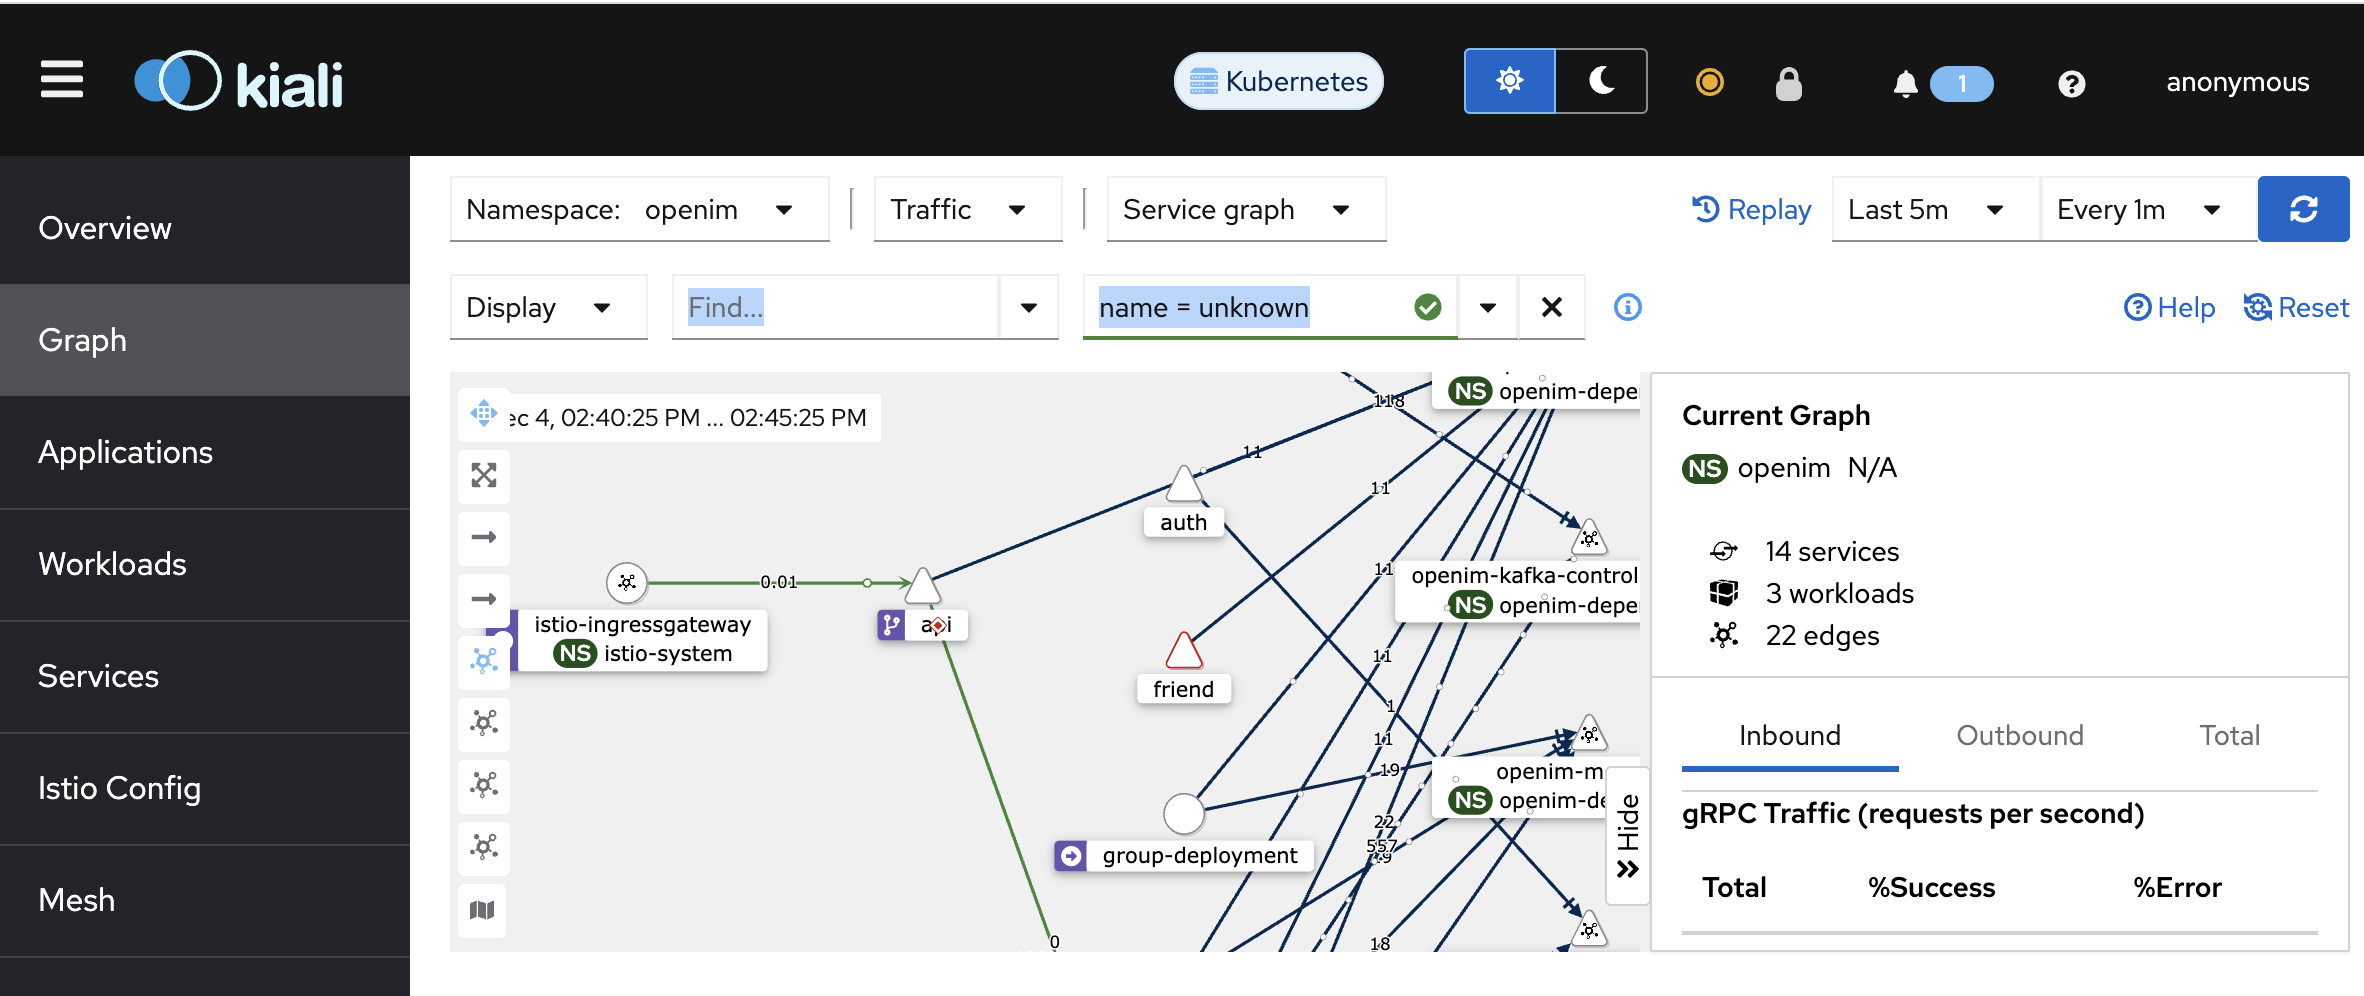 kiali
Kubernetes
1
anonymous
Overview
Graph
Applications
Workloads
Services
Istio Config
Mesh
Namespace: openim
Traffic
Service graph
Replay
Last 5m
Every 1m
Display
Find...
name = unknown
Help
Reset
ec 4, 02:40:25 PM ... 02:45:25 PM
118
NS openim-depe
11
auth
11
11
openim-kafka-control
NS openim-depe
0.01
istio-ingressgateway
NS istio-system
api
11
friend
1
11
19
openim-m
NS openim-de
22
557
group-deployment
0
18
Hide
Current Graph
NS openim N/A
14 services
3 workloads
22 edges
Inbound
Outbound
Total
gRPC Traffic (requests per second)
Total
%Success
%Error